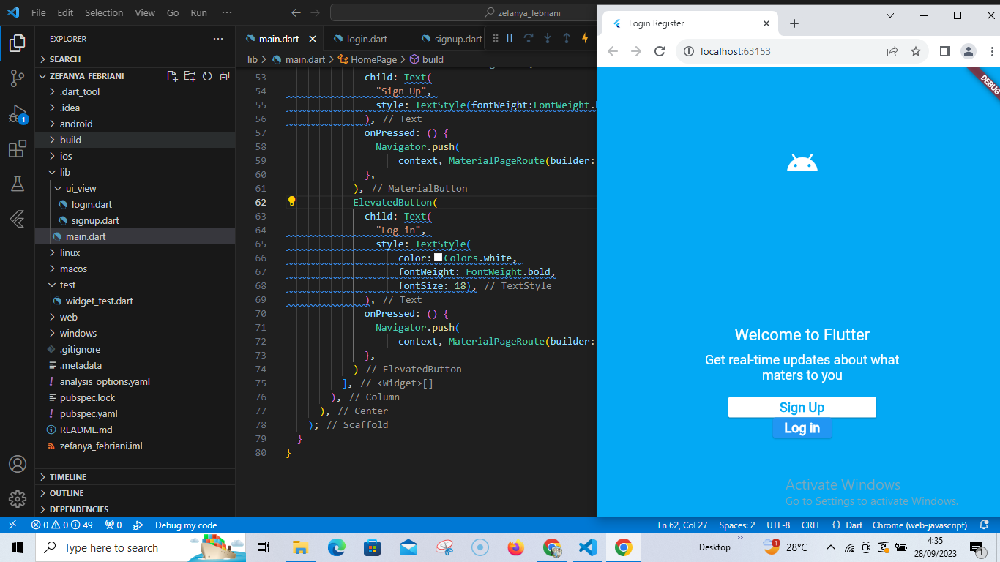 File Edit Selection View Go Run ···
zefanya_febriani
EXPLORER
SEARCH
ZEFANYA_FEBRIANI
.dart_tool
.idea
android
build
ios
lib
ui_view
login.dart
signup.dart
main.dart
linux
macos
test
widget_test.dart
web
windows
.gitignore
.metadata
analysis_options.yaml
pubspec.lock
pubspec.yaml
README.md
zefanya_febriani.iml
TIMELINE
OUTLINE
DEPENDENCIES
1
main.dart login.dart signup.dart
lib > main.dart > HomePage > build
53 child: Text(
54 "Sign Up",
55 style: TextStyle(fontWeight:FontWeight.
56 ), // Text
57 onPressed: () {
58 Navigator.push(
59 context, MaterialPageRoute(builder:
60 },
61 ), // MaterialButton
62 ElevatedButton(
63 child: Text(
64 "Log in",
65 style: TextStyle(
66 color: Colors.white,
67 fontWeight: FontWeight.bold,
68 fontSize: 18), // TextStyle
69 ), // Text
70 onPressed: () {
71 Navigator.push(
72 context, MaterialPageRoute(builder:
73 },
74 ) // ElevatedButton
75 ], // <Widget>[]
76 ), // Column
77 ), // Center
78 ); // Scaffold
79 }
80 }
Login Register
localhost:63153
DEBUG
Welcome to Flutter
Get real-time updates about what
maters to you
Sign Up
Log in
Activate Windows
Go to Settings to activate Windows.
0 0 49 0 Debug my code
Ln 62, Col 27 Spaces: 2 UTF-8 CRLF {} Dart Chrome (web-javascript)
Type here to search
Desktop
1
28°C
4:35
28/09/2023
1